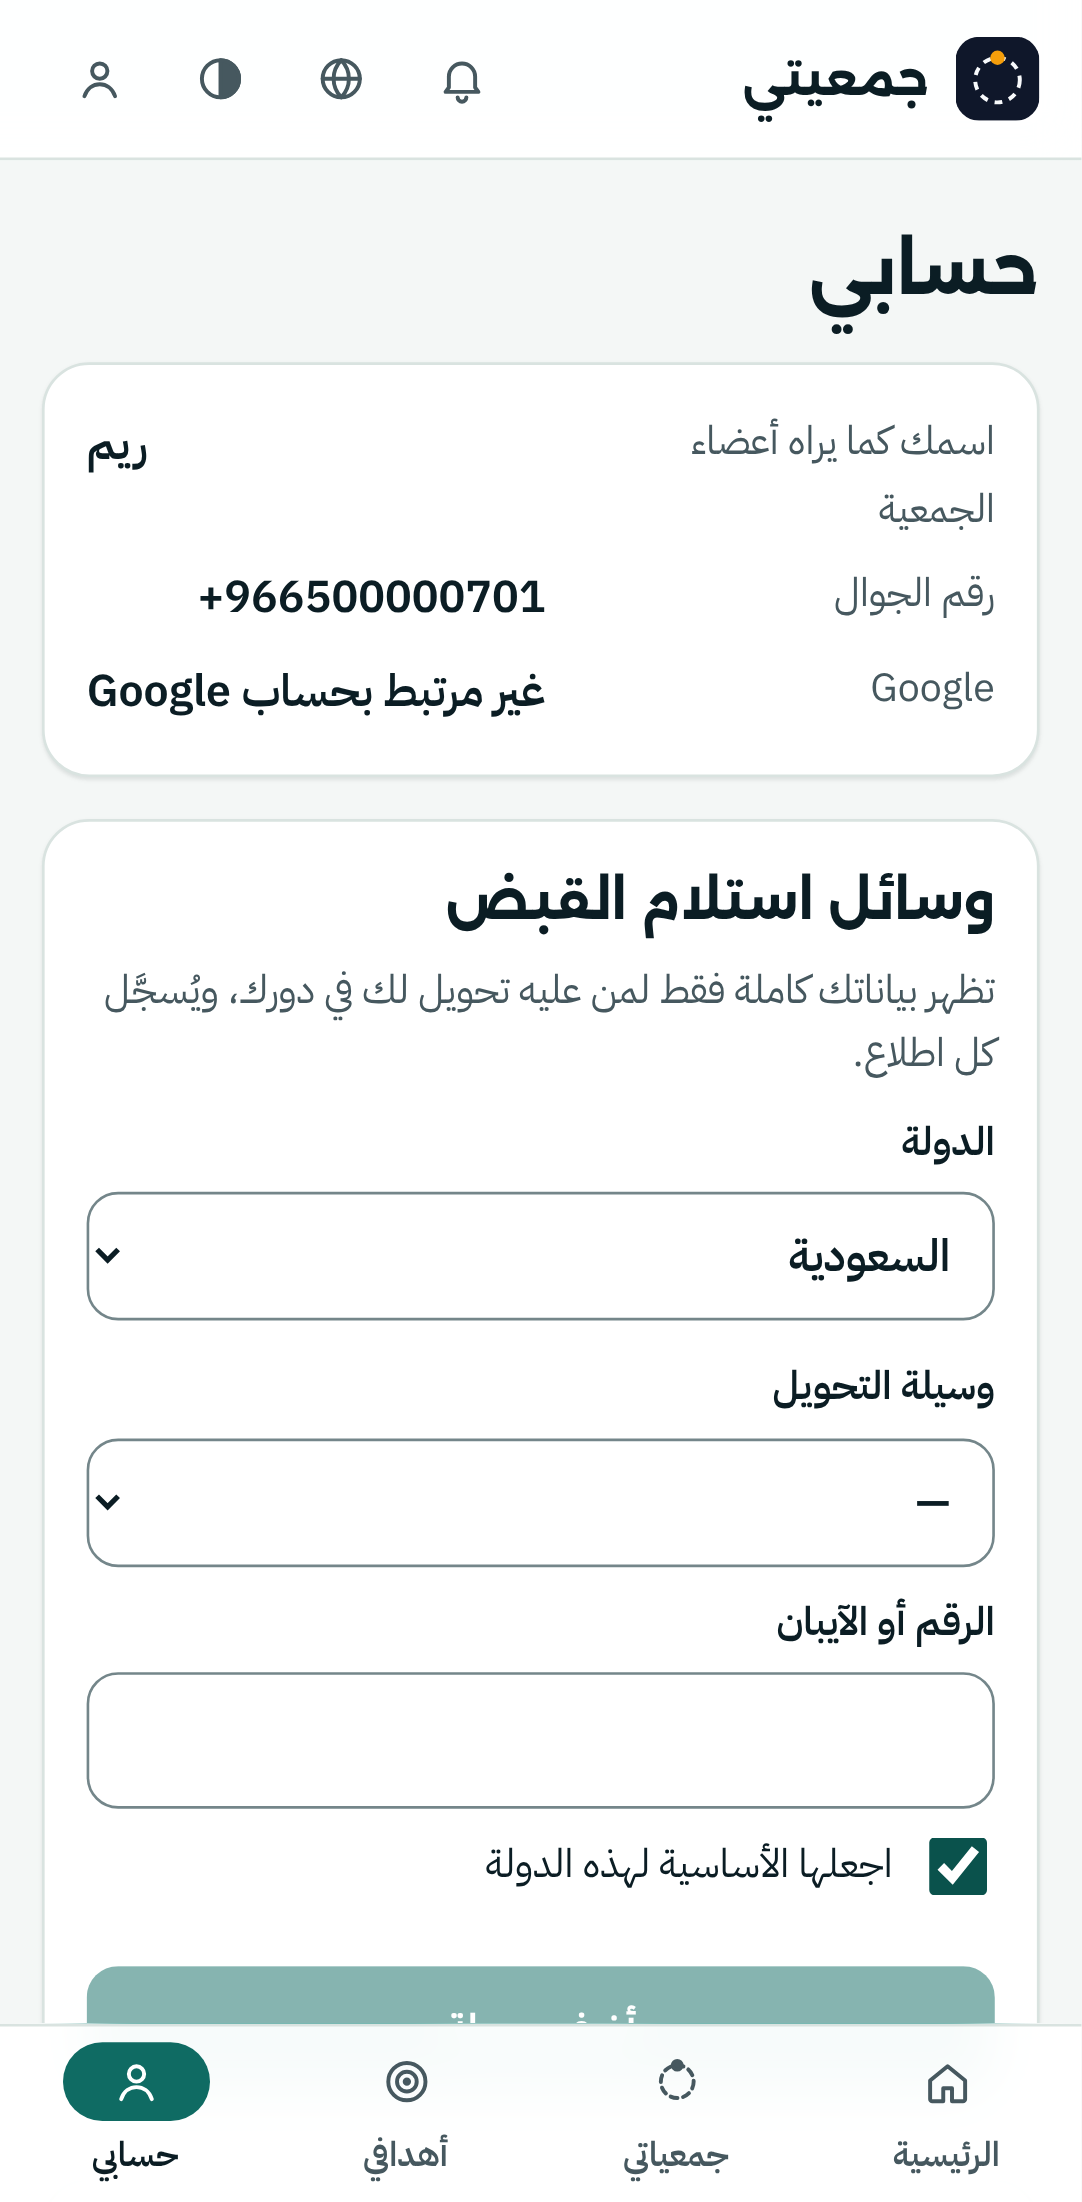 جمعيتي
حسابي
اسمك كما يراه أعضاء
الجمعية
ريم
رقم الجوال
+966500000701
Google
غير مرتبط بحساب Google
وسائل استلام القبض
تظهر بياناتك كاملة فقط لمن عليه تحويل لك في دورك، ويُسجَّل
كل اطلاع.
الدولة
السعودية
وسيلة التحويل
—
الرقم أو الآيبان
اجعلها الأساسية لهذه الدولة
الرئيسية
جمعياتي
أهدافي
حسابي